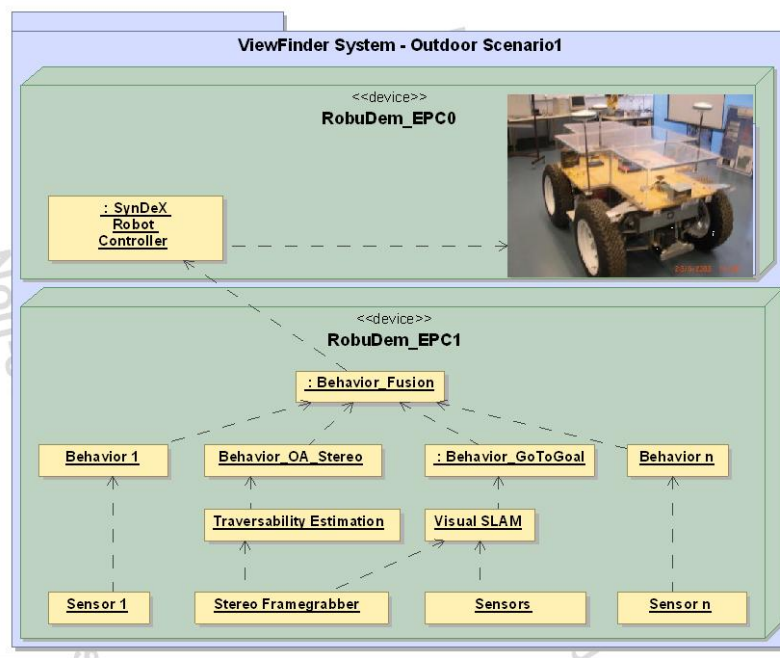 ViewFinder System - Outdoor Scenario1
<<device>>
RobuDem_EPC0
: SynDeX
Robot
Controller
<<device>>
RobuDem_EPC1
: Behavior_Fusion
Behavior 1
Behavior_OA_Stereo
: Behavior_GoToGoal
Behavior n
Traversability Estimation
Visual SLAM
Sensor 1
Stereo Framegrabber
Sensors
Sensor n